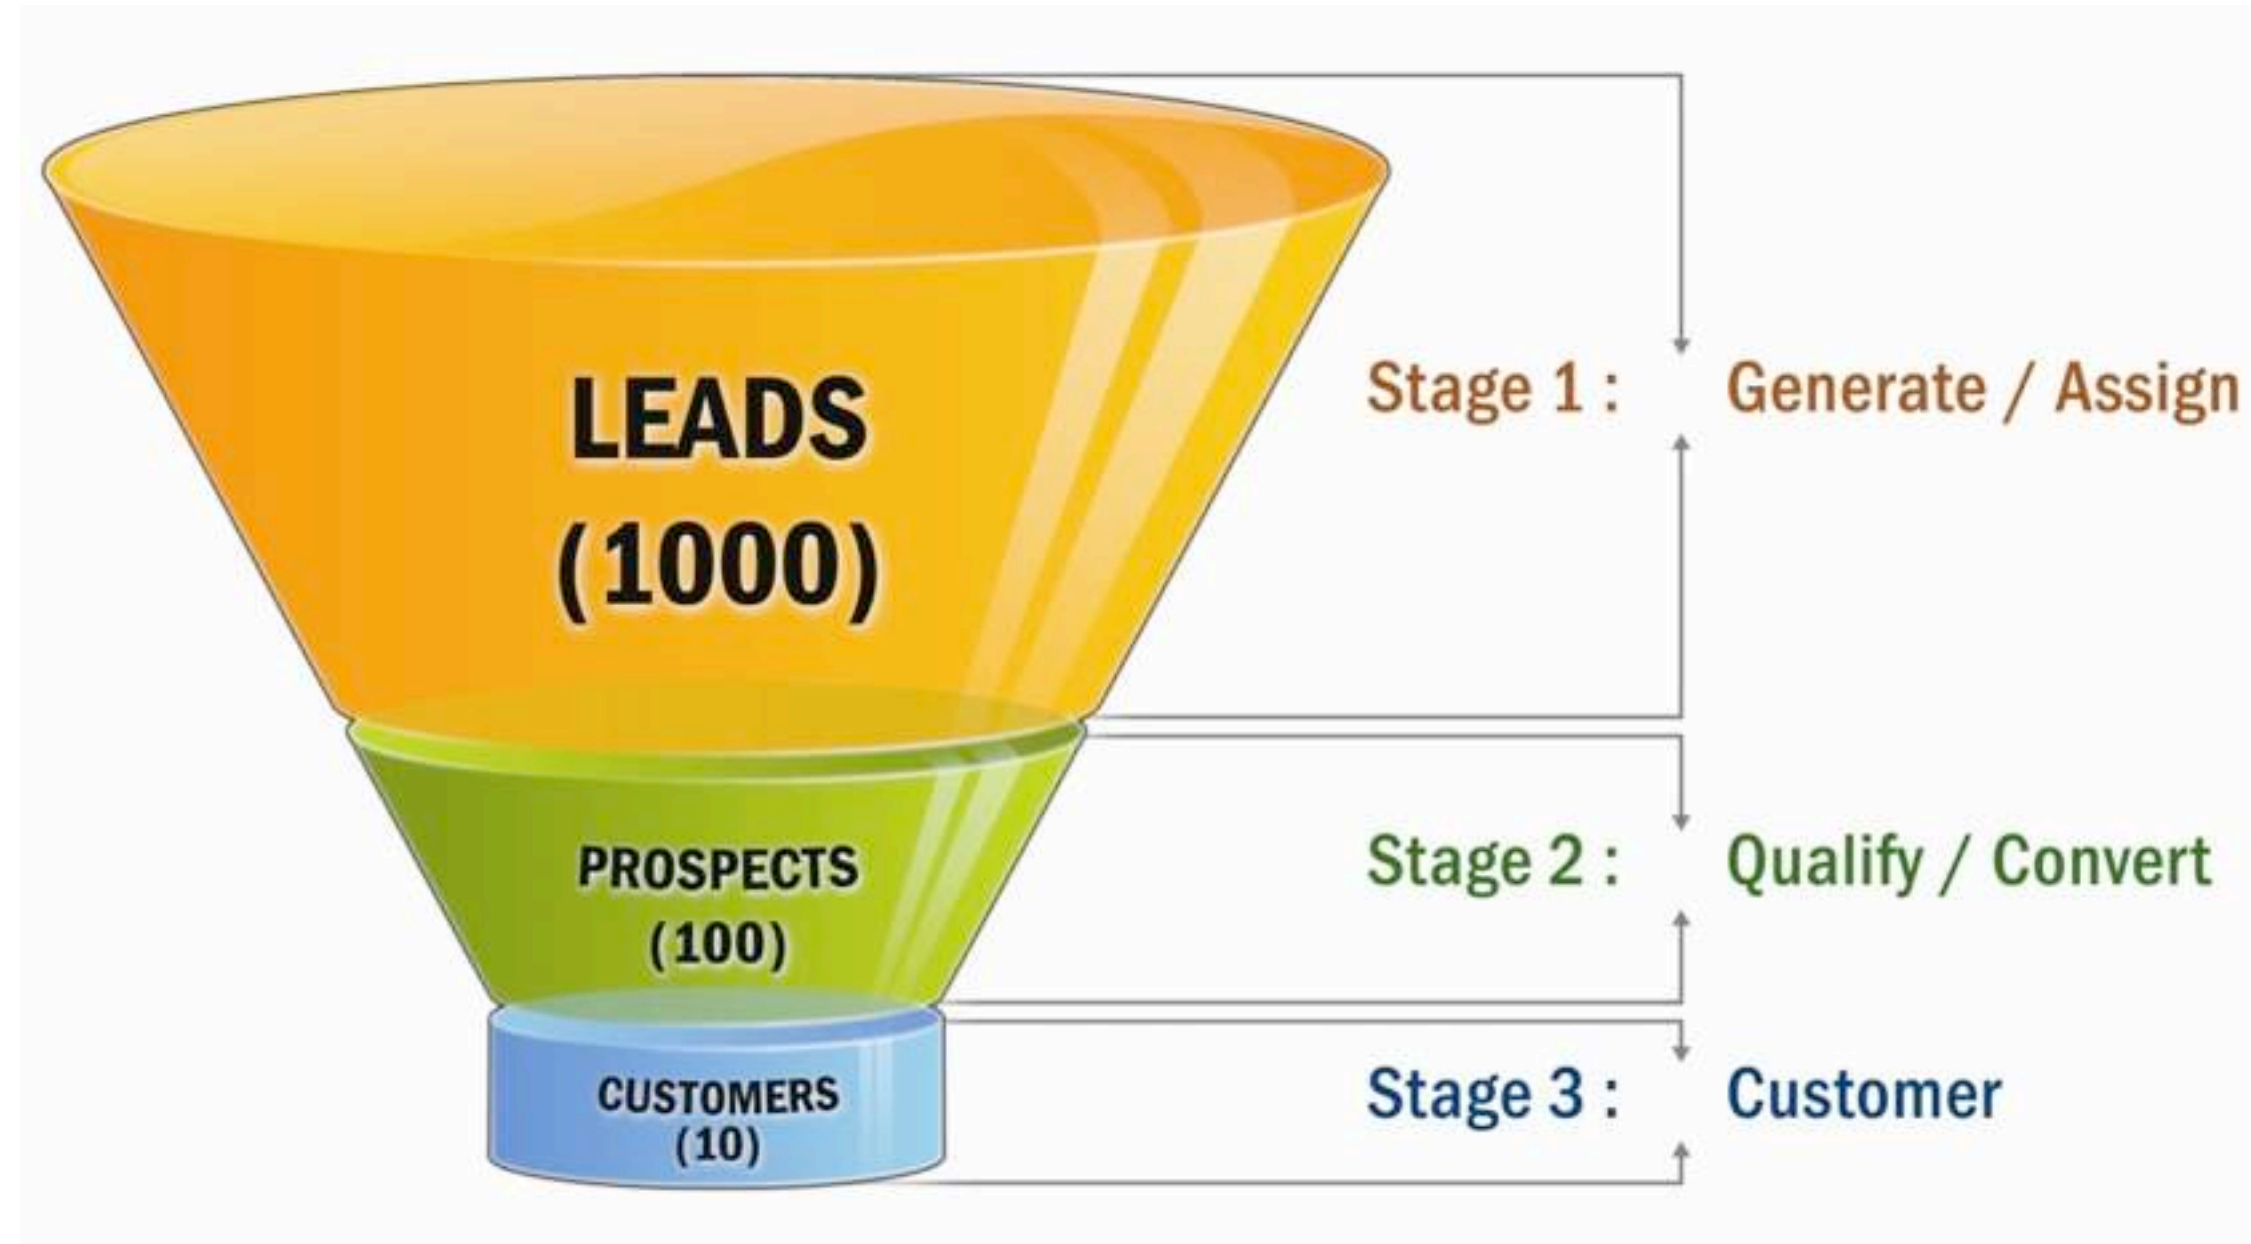 LEADS
(1000)
Stage 1 : Generate / Assign
PROSPECTS
(100)
Stage 2 : Qualify / Convert
CUSTOMERS
(10)
Stage 3 : Customer